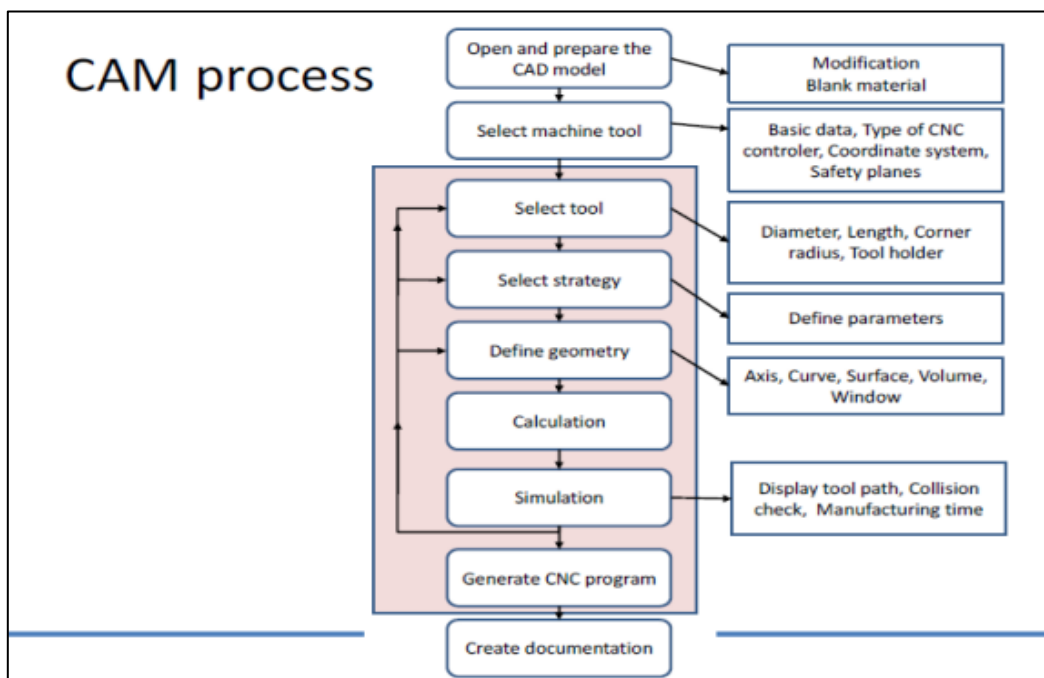 CAM process
Open and prepare the
CAD model
Modification
Blank material
Select machine tool
Basic data, Type of CNC
controler, Coordinate system,
Safety planes
Select tool
Diameter, Length, Corner
radius, Tool holder
Select strategy
Define parameters
Define geometry
Axis, Curve, Surface, Volume,
Window
Calculation
Simulation
Display tool path, Collision
check, Manufacturing time
Generate CNC program
Create documentation